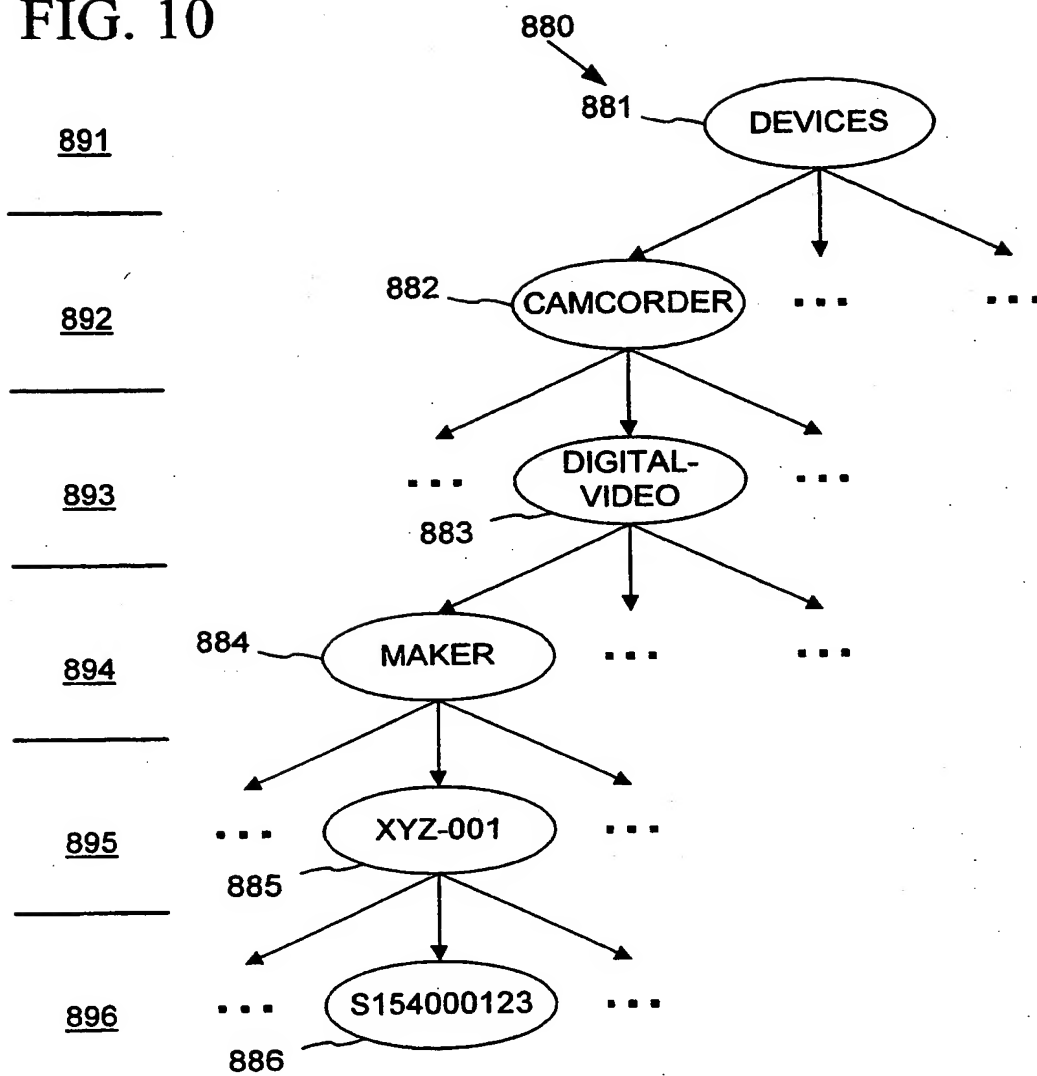 FIG. 10
880
881
DEVICES
891
882
CAMCORDER
... ...
892
...
DIGITAL-
VIDEO
...
893
883
884
MAKER
... ...
894
...
XYZ-001
...
895
885
...
S154000123
...
896
886